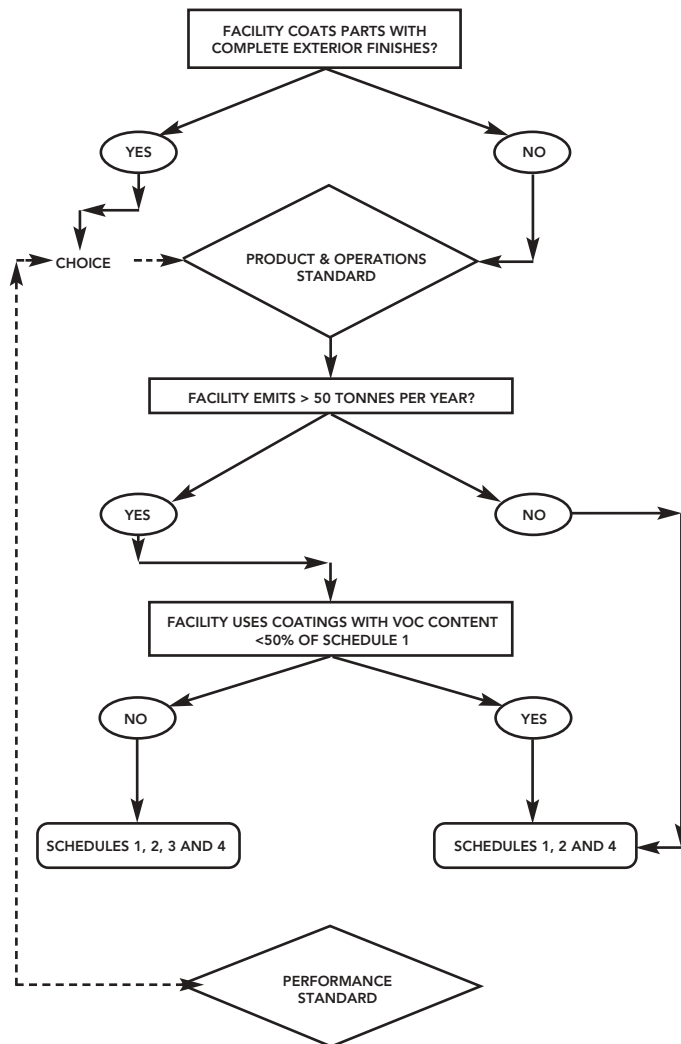 FACILITY COATS PARTS WITH
COMPLETE EXTERIOR FINISHES?
YES
NO
CHOICE
PRODUCT & OPERATIONS
STANDARD
FACILITY EMITS > 50 TONNES PER YEAR?
YES
NO
FACILITY USES COATINGS WITH VOC CONTENT
<50% OF SCHEDULE 1
NO
YES
SCHEDULES 1, 2, 3 AND 4
SCHEDULES 1, 2 AND 4
PERFORMANCE
STANDARD